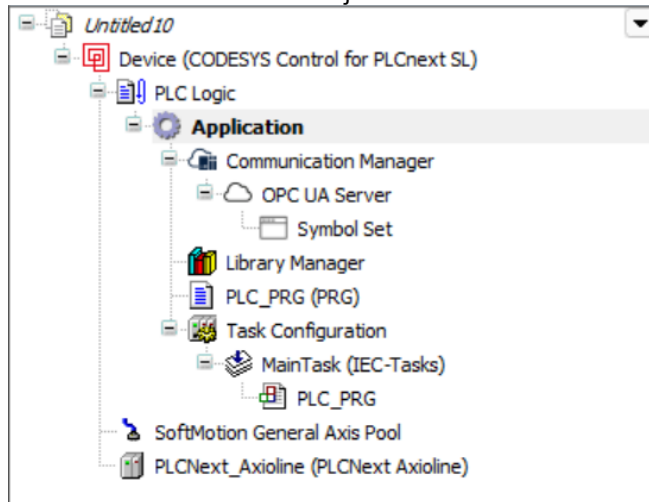 Untitled10
Device (CODESYS Control for PLCnext SL)
PLC Logic
Application
Communication Manager
OPC UA Server
Symbol Set
Library Manager
PLC_PRG (PRG)
Task Configuration
MainTask (IEC-Tasks)
PLC_PRG
SoftMotion General Axis Pool
PLCNext_Axioline (PLCNext Axioline)